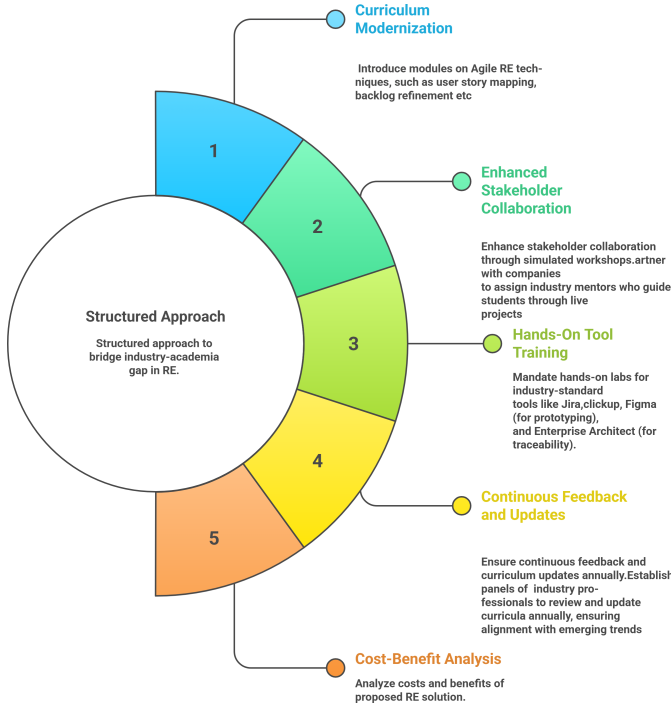 Curriculum
Modernization
Introduce modules on Agile RE tech-
niques, such as user story mapping,
backlog refinement etc
1
Enhanced
Stakeholder
Collaboration
2
Enhance stakeholder collaboration
through simulated workshops.artner
with companies
to assign industry mentors who guide
students through live
projects
Structured Approach
Structured approach to
bridge industry-academia
gap in RE.
3
Hands-On Tool
Training
Mandate hands-on labs for
industry-standard
tools like Jira,clickup, Figma
(for prototyping),
and Enterprise Architect (for
traceability).
4
Continuous Feedback
and Updates
Ensure continuous feedback and
curriculum updates annually.Establish
panels of  industry pro-
fessionals to review and update
curricula annually, ensuring
alignment with emerging trends
5
Cost-Benefit Analysis
Analyze costs and benefits of
proposed RE solution.